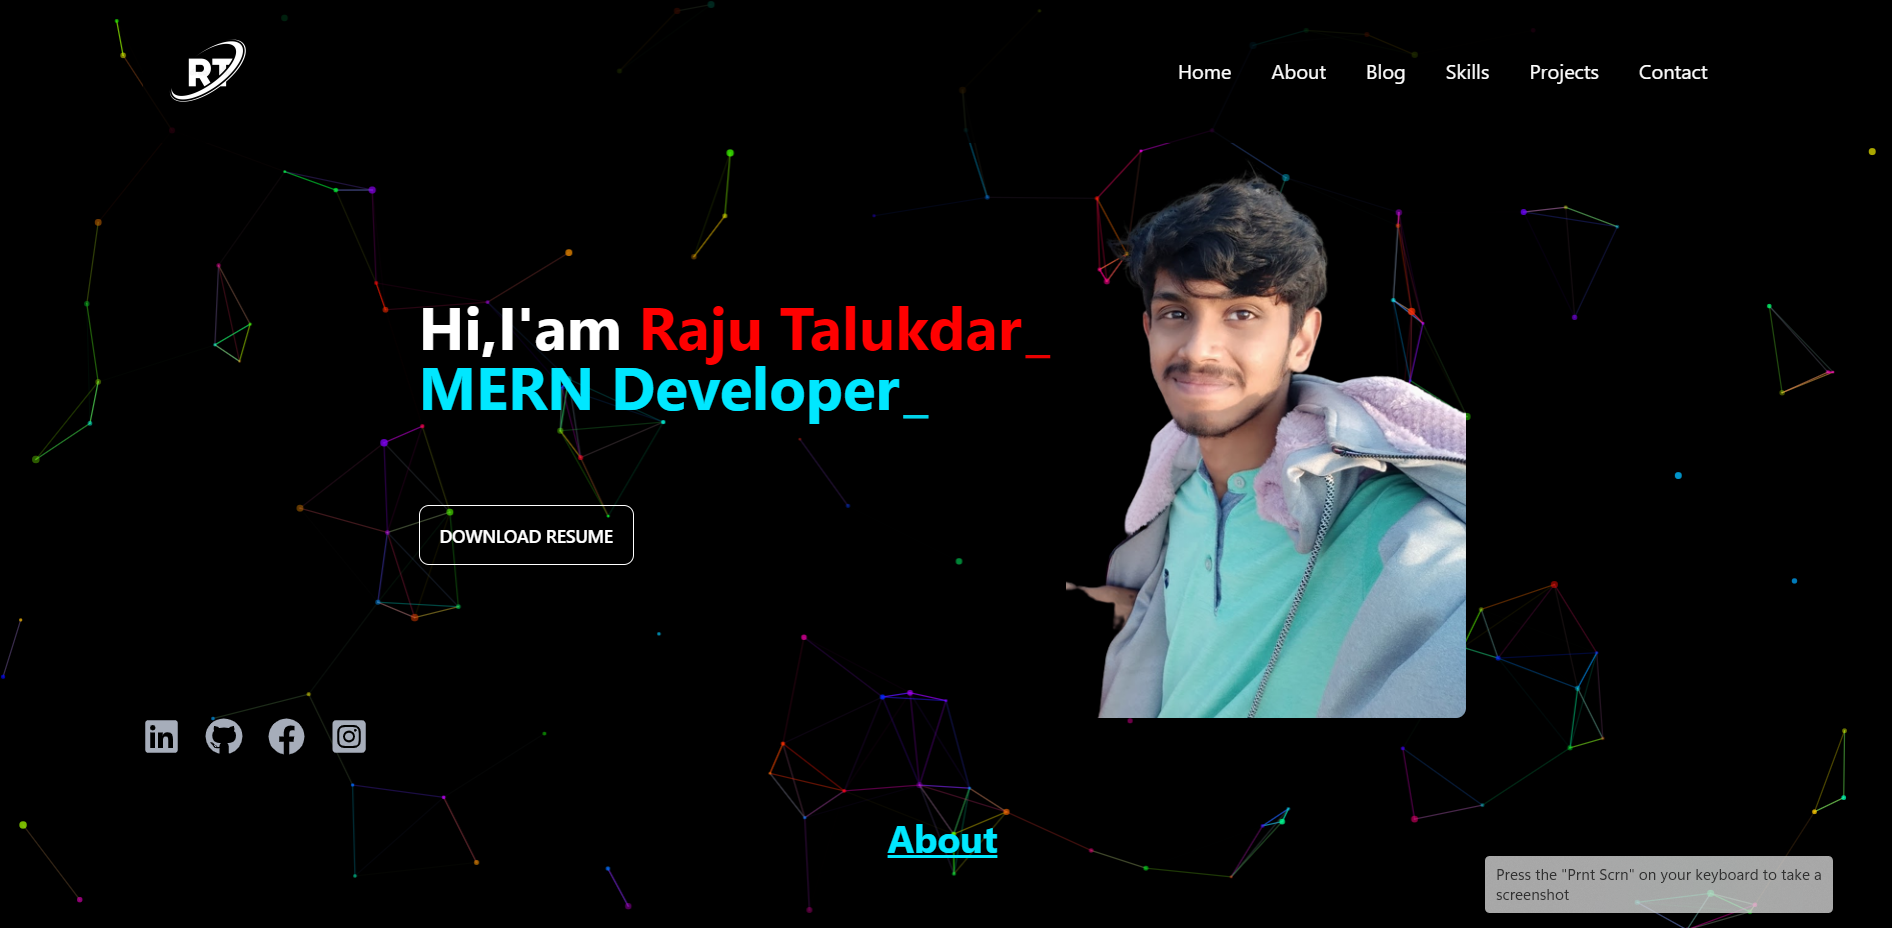 RT
Home About Blog Skills Projects Contact
Hi,I'am Raju Talukdar_
MERN Developer_
DOWNLOAD RESUME
in
About
Press the "Prnt Scrn" on your keyboard to take a
screenshot